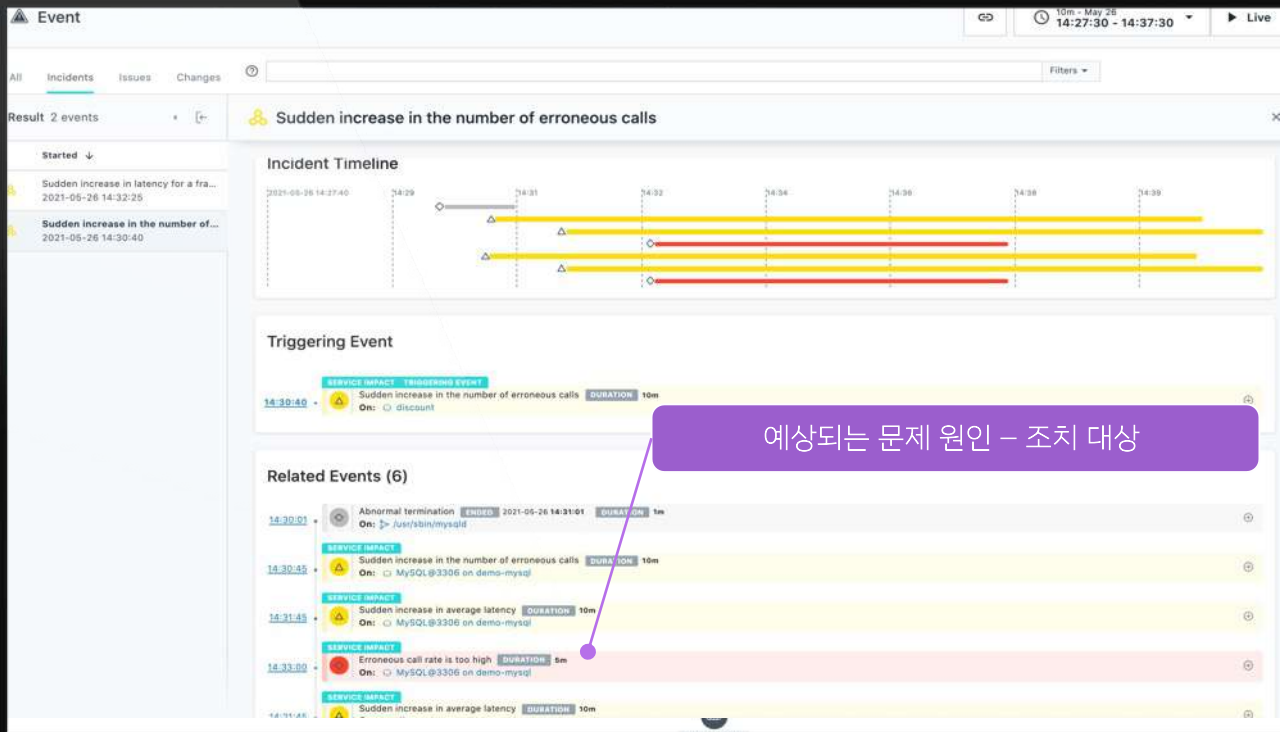 Event
10m - May 26
14:27:30 - 14:37:30
Live
All Incidents Issues Changes
Filters
Result 2 events
Sudden increase in the number of erroneous calls
Started
Sudden increase in latency for a fra...
2021-05-26 14:32:25
Sudden increase in the number of...
2021-05-26 14:30:40
Incident Timeline
2021-05-26 14:27:40 14:29 14:31 14:32 14:34 14:36 14:38 14:39
Triggering Event
SERVICE IMPACT TRIGGERING EVENT
14:30:40
Sudden increase in the number of erroneous calls DURATION 10m
On: discount
예상되는 문제 원인 – 조치 대상
Related Events (6)
14:30:01
Abnormal termination ENDED 2021-05-26 14:31:01 DURATION 1m
On: /usr/sbin/mysqld
SERVICE IMPACT
14:30:45
Sudden increase in the number of erroneous calls DURATION 10m
On: MySQL@3306 on demo-mysql
SERVICE IMPACT
14:31:45
Sudden increase in average latency DURATION 10m
On: MySQL@3306 on demo-mysql
SERVICE IMPACT
14:33:00
Erroneous call rate is too high DURATION 5m
On: MySQL@3306 on demo-mysql
SERVICE IMPACT
14:31:45
Sudden increase in average latency DURATION 10m